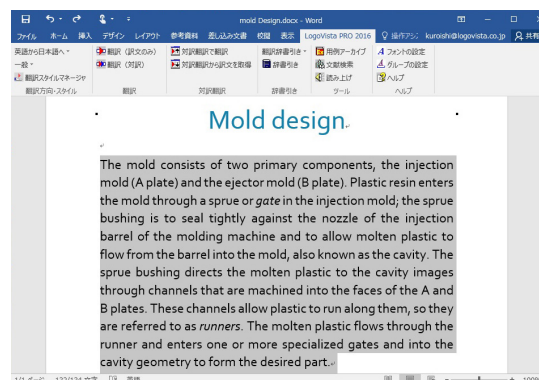 mold Design.docx - Word
ファイル ホーム 挿入 デザイン レイアウト 参考資料 差し込み文書 校閲 表示 LogoVista PRO 2016 操作アシ kuroishi@logovista.co.jp 共有
英語から日本語へ 翻訳（訳文のみ） 対訳翻訳で翻訳 翻訳辞書引き 用例アーカイブ フォントの設定
一般 翻訳（対訳） 対訳翻訳から訳文を取得 辞書引き 文献検索 グループの設定
翻訳スタイルマネージャ 読み上げ ヘルプ
翻訳方向・スタイル 翻訳 対訳翻訳 辞書引き ツール ヘルプ
Mold design
The mold consists of two primary components, the injection
mold (A plate) and the ejector mold (B plate). Plastic resin enters
the mold through a sprue or gate in the injection mold; the sprue
bushing is to seal tightly against the nozzle of the injection
barrel of the molding machine and to allow molten plastic to
flow from the barrel into the mold, also known as the cavity. The
sprue bushing directs the molten plastic to the cavity images
through channels that are machined into the faces of the A and
B plates. These channels allow plastic to run along them, so they
are referred to as runners. The molten plastic flows through the
runner and enters one or more specialized gates and into the
cavity geometry to form the desired part.